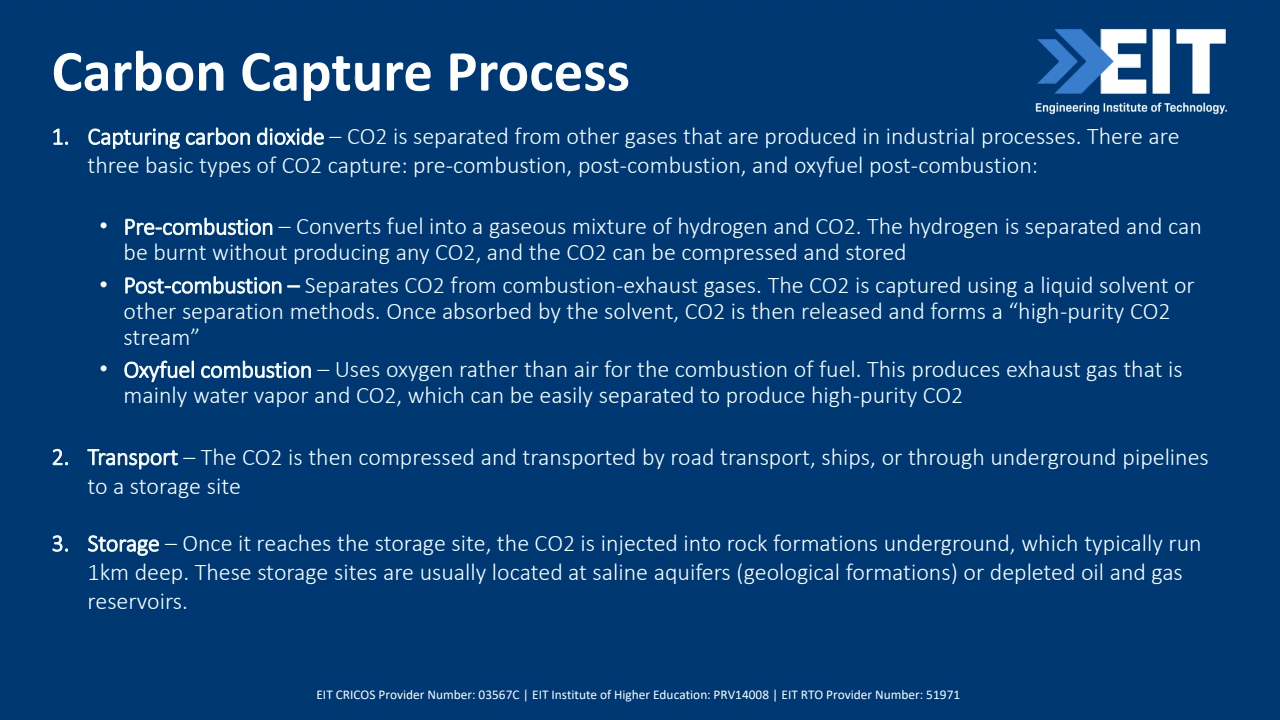 Carbon Capture Process
EIT
Engineering Institute of Technology.
1. Capturing carbon dioxide – CO2 is separated from other gases that are produced in industrial processes. There are
three basic types of CO2 capture: pre-combustion, post-combustion, and oxyfuel post-combustion:
• Pre-combustion – Converts fuel into a gaseous mixture of hydrogen and CO2. The hydrogen is separated and can
be burnt without producing any CO2, and the CO2 can be compressed and stored
• Post-combustion – Separates CO2 from combustion-exhaust gases. The CO2 is captured using a liquid solvent or
other separation methods. Once absorbed by the solvent, CO2 is then released and forms a “high-purity CO2
stream”
• Oxyfuel combustion – Uses oxygen rather than air for the combustion of fuel. This produces exhaust gas that is
mainly water vapor and CO2, which can be easily separated to produce high-purity CO2
2. Transport – The CO2 is then compressed and transported by road transport, ships, or through underground pipelines
to a storage site
3. Storage – Once it reaches the storage site, the CO2 is injected into rock formations underground, which typically run
1km deep. These storage sites are usually located at saline aquifers (geological formations) or depleted oil and gas
reservoirs.
EIT CRICOS Provider Number: 03567C | EIT Institute of Higher Education: PRV14008 | EIT RTO Provider Number: 51971